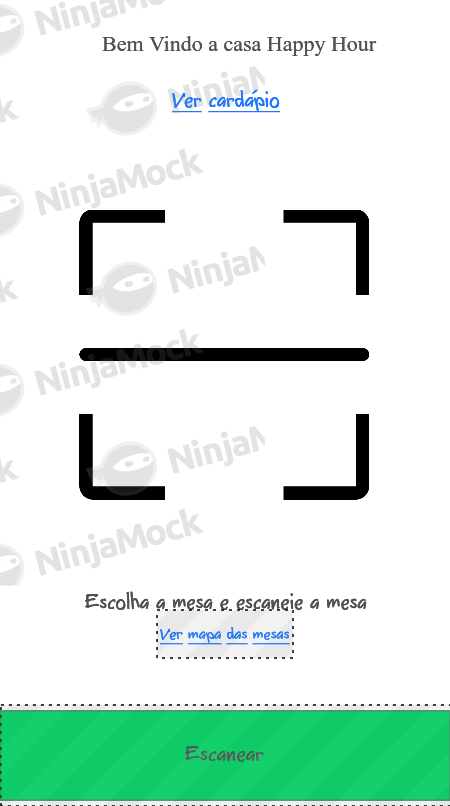 NinjaMock
Bem Vindo a casa Happy Hour
Ver cardápio
NinjaMock
NinjaMock
NinjaMock
NinjaMock
Escolha a mesa e escaneie a mesa
Ver mapa das mesas
Escanear